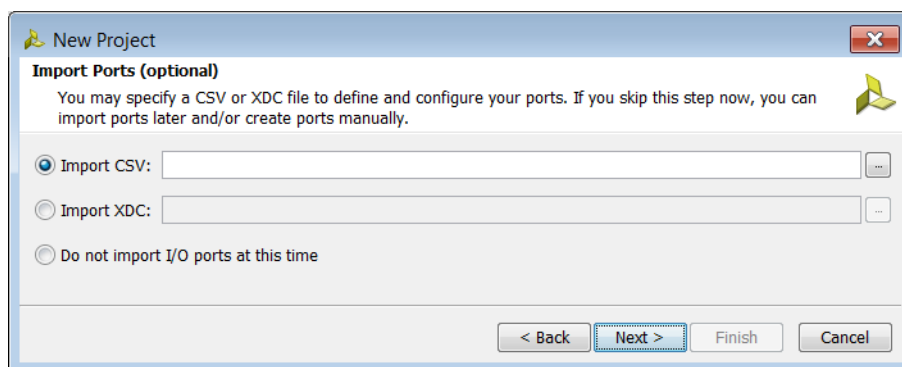 New Project
Import Ports (optional)
You may specify a CSV or XDC file to define and configure your ports. If you skip this step now, you can
import ports later and/or create ports manually.
Import CSV: ...
Import XDC: ...
Do not import I/O ports at this time
< Back Next > Finish Cancel